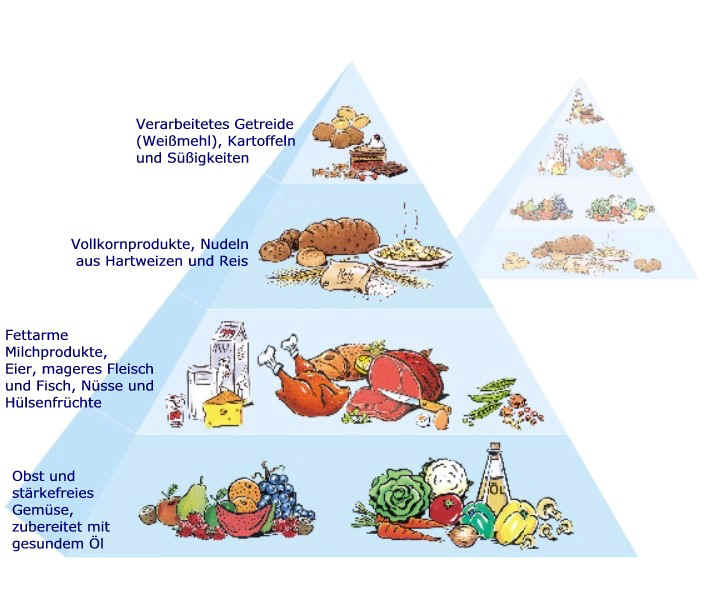 Verarbeitetes Getreide
(Weißmehl), Kartoffeln
und Süßigkeiten
Vollkornprodukte, Nudeln
aus Hartweizen und Reis
Fettarme
Milchprodukte,
Eier, mageres Fleisch
und Fisch, Nüsse und
Hülsenfrüchte
Obst und
stärkefreies
Gemüse,
zubereitet mit
gesundem Öl
ÖL